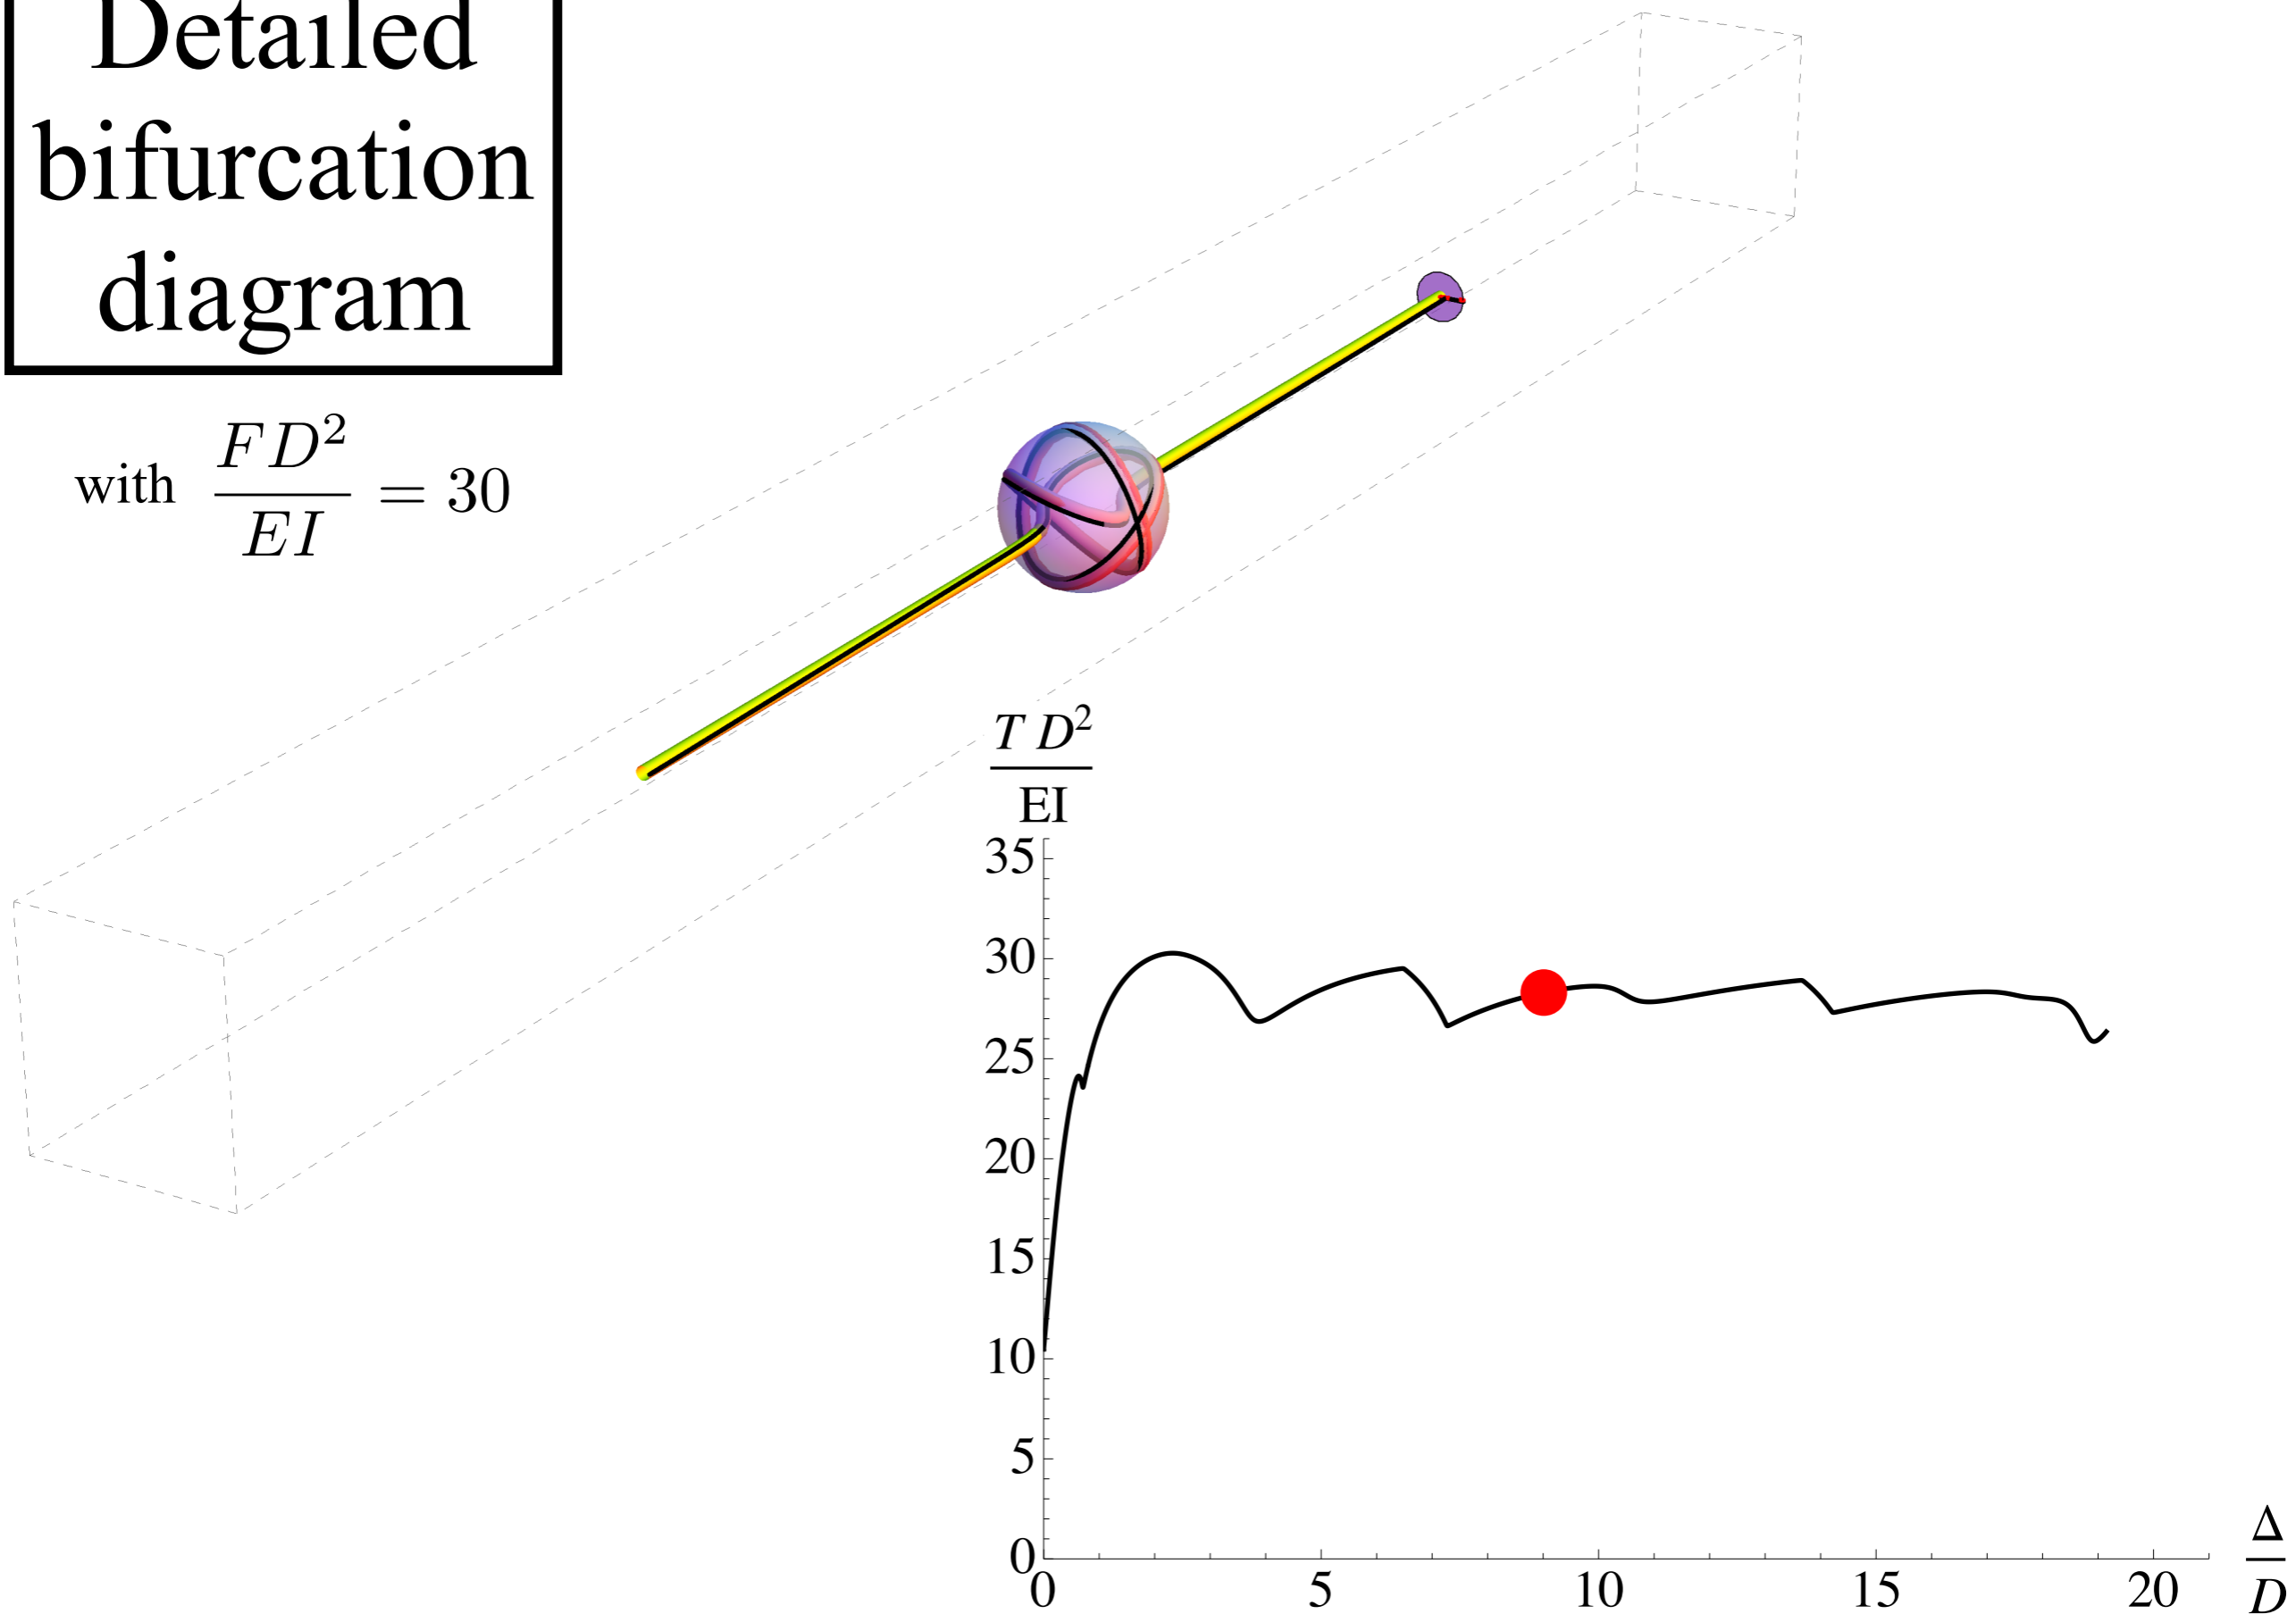 Detailed
bifurcation
diagram
with FD²/EI = 30
T D²
EI
35
30
25
20
15
10
5
0
0 5 10 15 20
Δ
D